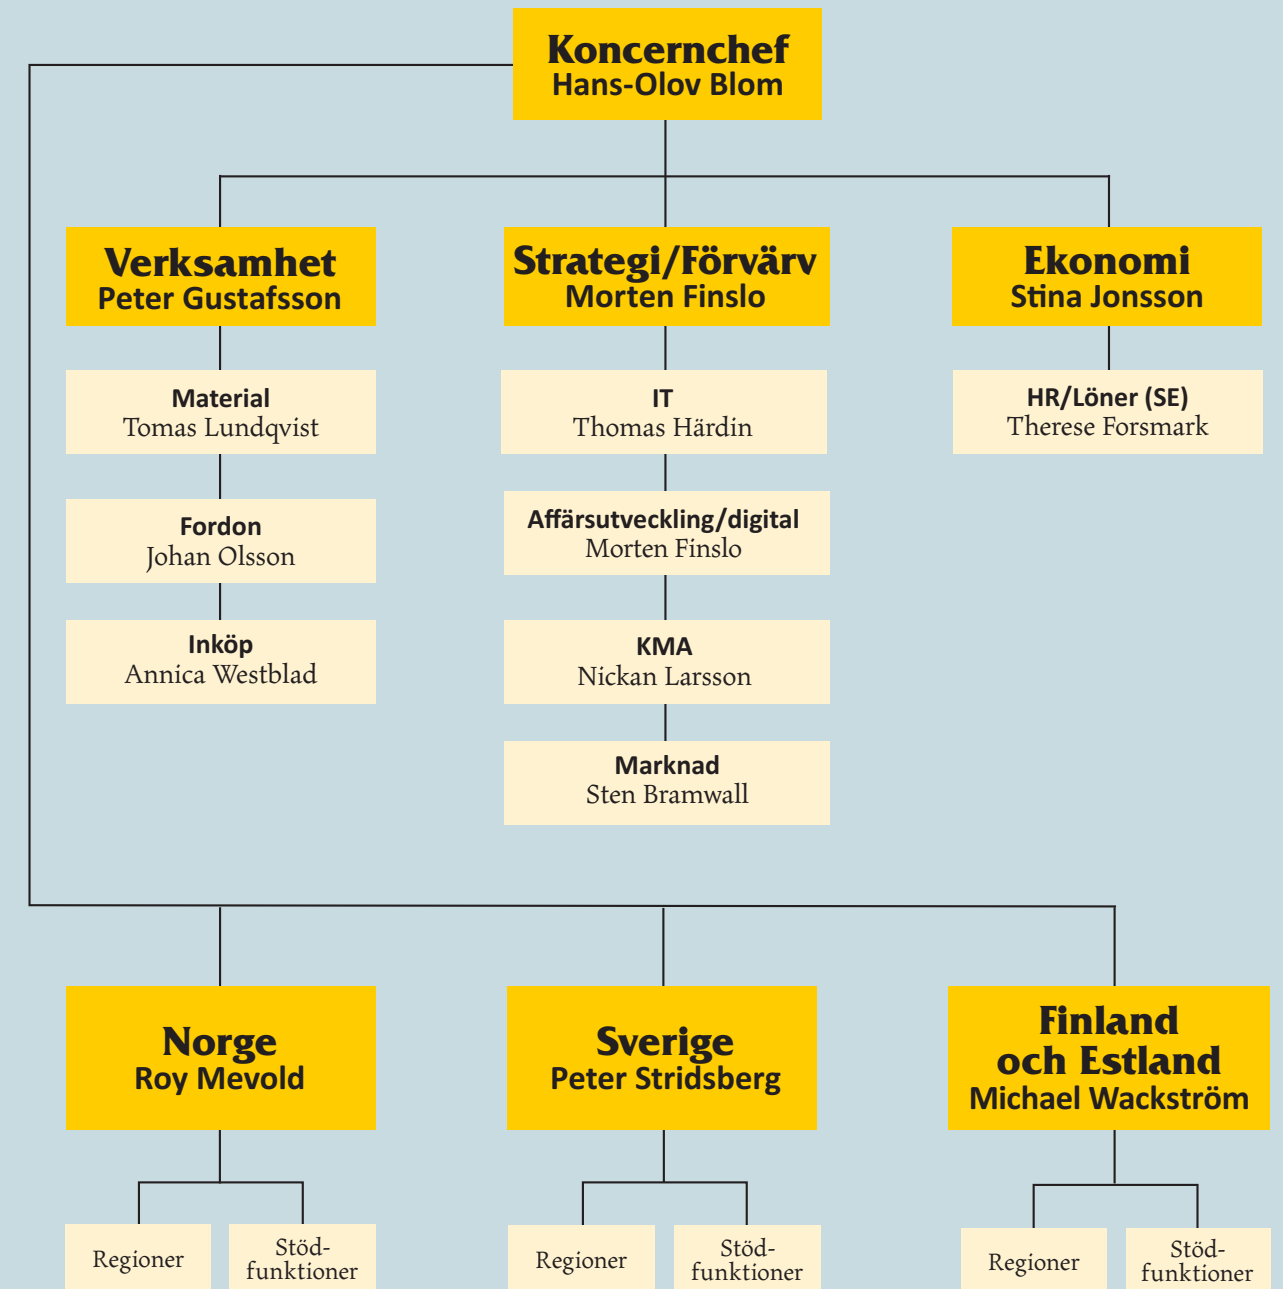 Koncernchef
Hans-Olov Blom
Verksamhet
Peter Gustafsson
Strategi/Förvärv
Morten Finslo
Ekonomi
Stina Jonsson
Material
Tomas Lundqvist
IT
Thomas Härdin
HR/Löner (SE)
Therese Forsmark
Fordon
Johan Olsson
Affärsutveckling/digital
Morten Finslo
Inköp
Annica Westblad
KMA
Nickan Larsson
Marknad
Sten Bramwall
Norge
Roy Mevold
Sverige
Peter Stridsberg
Finland
och Estland
Michael Wackström
Regioner
Stöd-
funktioner
Regioner
Stöd-
funktioner
Regioner
Stöd-
funktioner